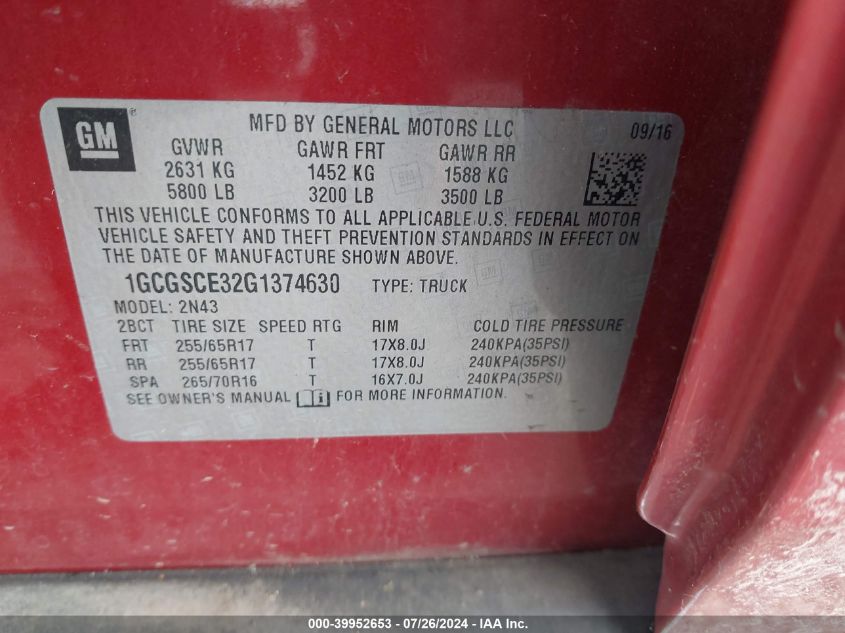 GM ® MFD BY GENERAL MOTORS LLC 09/16
GVWR GAWR FRT GAWR RR
2631 KG 1452 KG 1588 KG
5800 LB 3200 LB 3500 LB
THIS VEHICLE CONFORMS TO ALL APPLICABLE U.S. FEDERAL MOTOR
VEHICLE SAFETY AND THEFT PREVENTION STANDARDS IN EFFECT ON
THE DATE OF MANUFACTURE SHOWN ABOVE.
1GCGSCE32G1374630 TYPE: TRUCK
MODEL: 2N43
2BCT TIRE SIZE SPEED RTG RIM COLD TIRE PRESSURE
FRT 255/65R17 T 17X8.0J 240KPA(35PSI)
RR 255/65R17 T 17X8.0J 240KPA(35PSI)
SPA 265/70R16 T 16X7.0J 240KPA(35PSI)
SEE OWNER'S MANUAL FOR MORE INFORMATION.
000-39952653 - 07/26/2024 - IAA Inc.